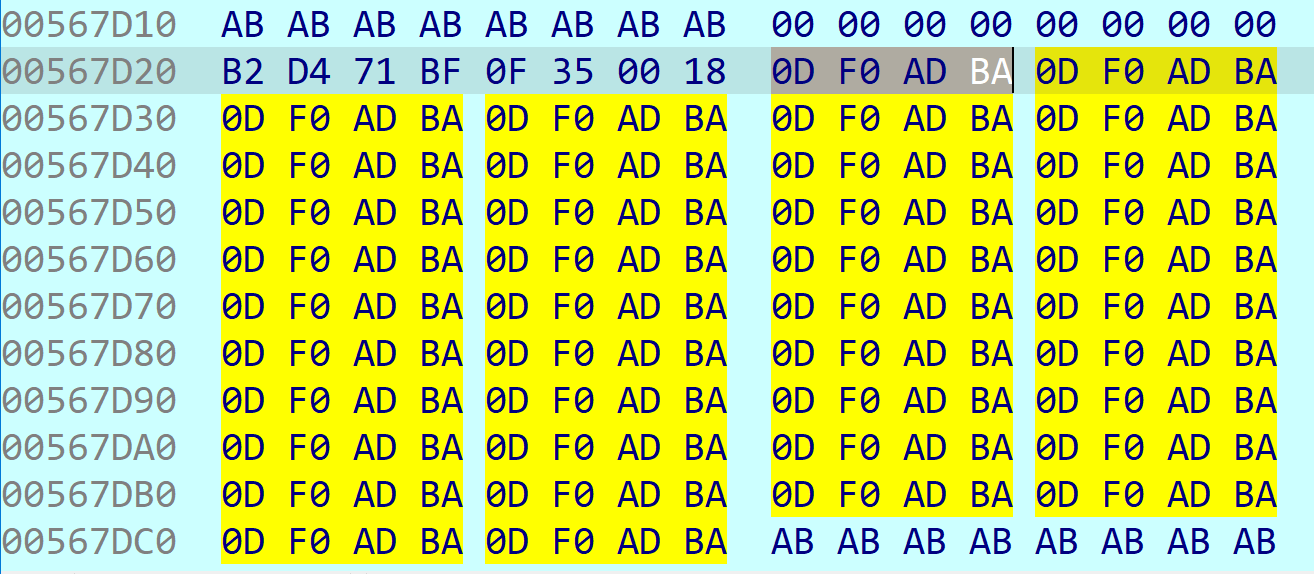 00567D10 AB AB AB AB AB AB AB AB 00 00 00 00 00 00 00 00
00567D20 B2 D4 71 BF 0F 35 00 18 0D F0 AD BA 0D F0 AD BA
00567D30 0D F0 AD BA 0D F0 AD BA 0D F0 AD BA 0D F0 AD BA
00567D40 0D F0 AD BA 0D F0 AD BA 0D F0 AD BA 0D F0 AD BA
00567D50 0D F0 AD BA 0D F0 AD BA 0D F0 AD BA 0D F0 AD BA
00567D60 0D F0 AD BA 0D F0 AD BA 0D F0 AD BA 0D F0 AD BA
00567D70 0D F0 AD BA 0D F0 AD BA 0D F0 AD BA 0D F0 AD BA
00567D80 0D F0 AD BA 0D F0 AD BA 0D F0 AD BA 0D F0 AD BA
00567D90 0D F0 AD BA 0D F0 AD BA 0D F0 AD BA 0D F0 AD BA
00567DA0 0D F0 AD BA 0D F0 AD BA 0D F0 AD BA 0D F0 AD BA
00567DB0 0D F0 AD BA 0D F0 AD BA 0D F0 AD BA 0D F0 AD BA
00567DC0 0D F0 AD BA 0D F0 AD BA AB AB AB AB AB AB AB AB